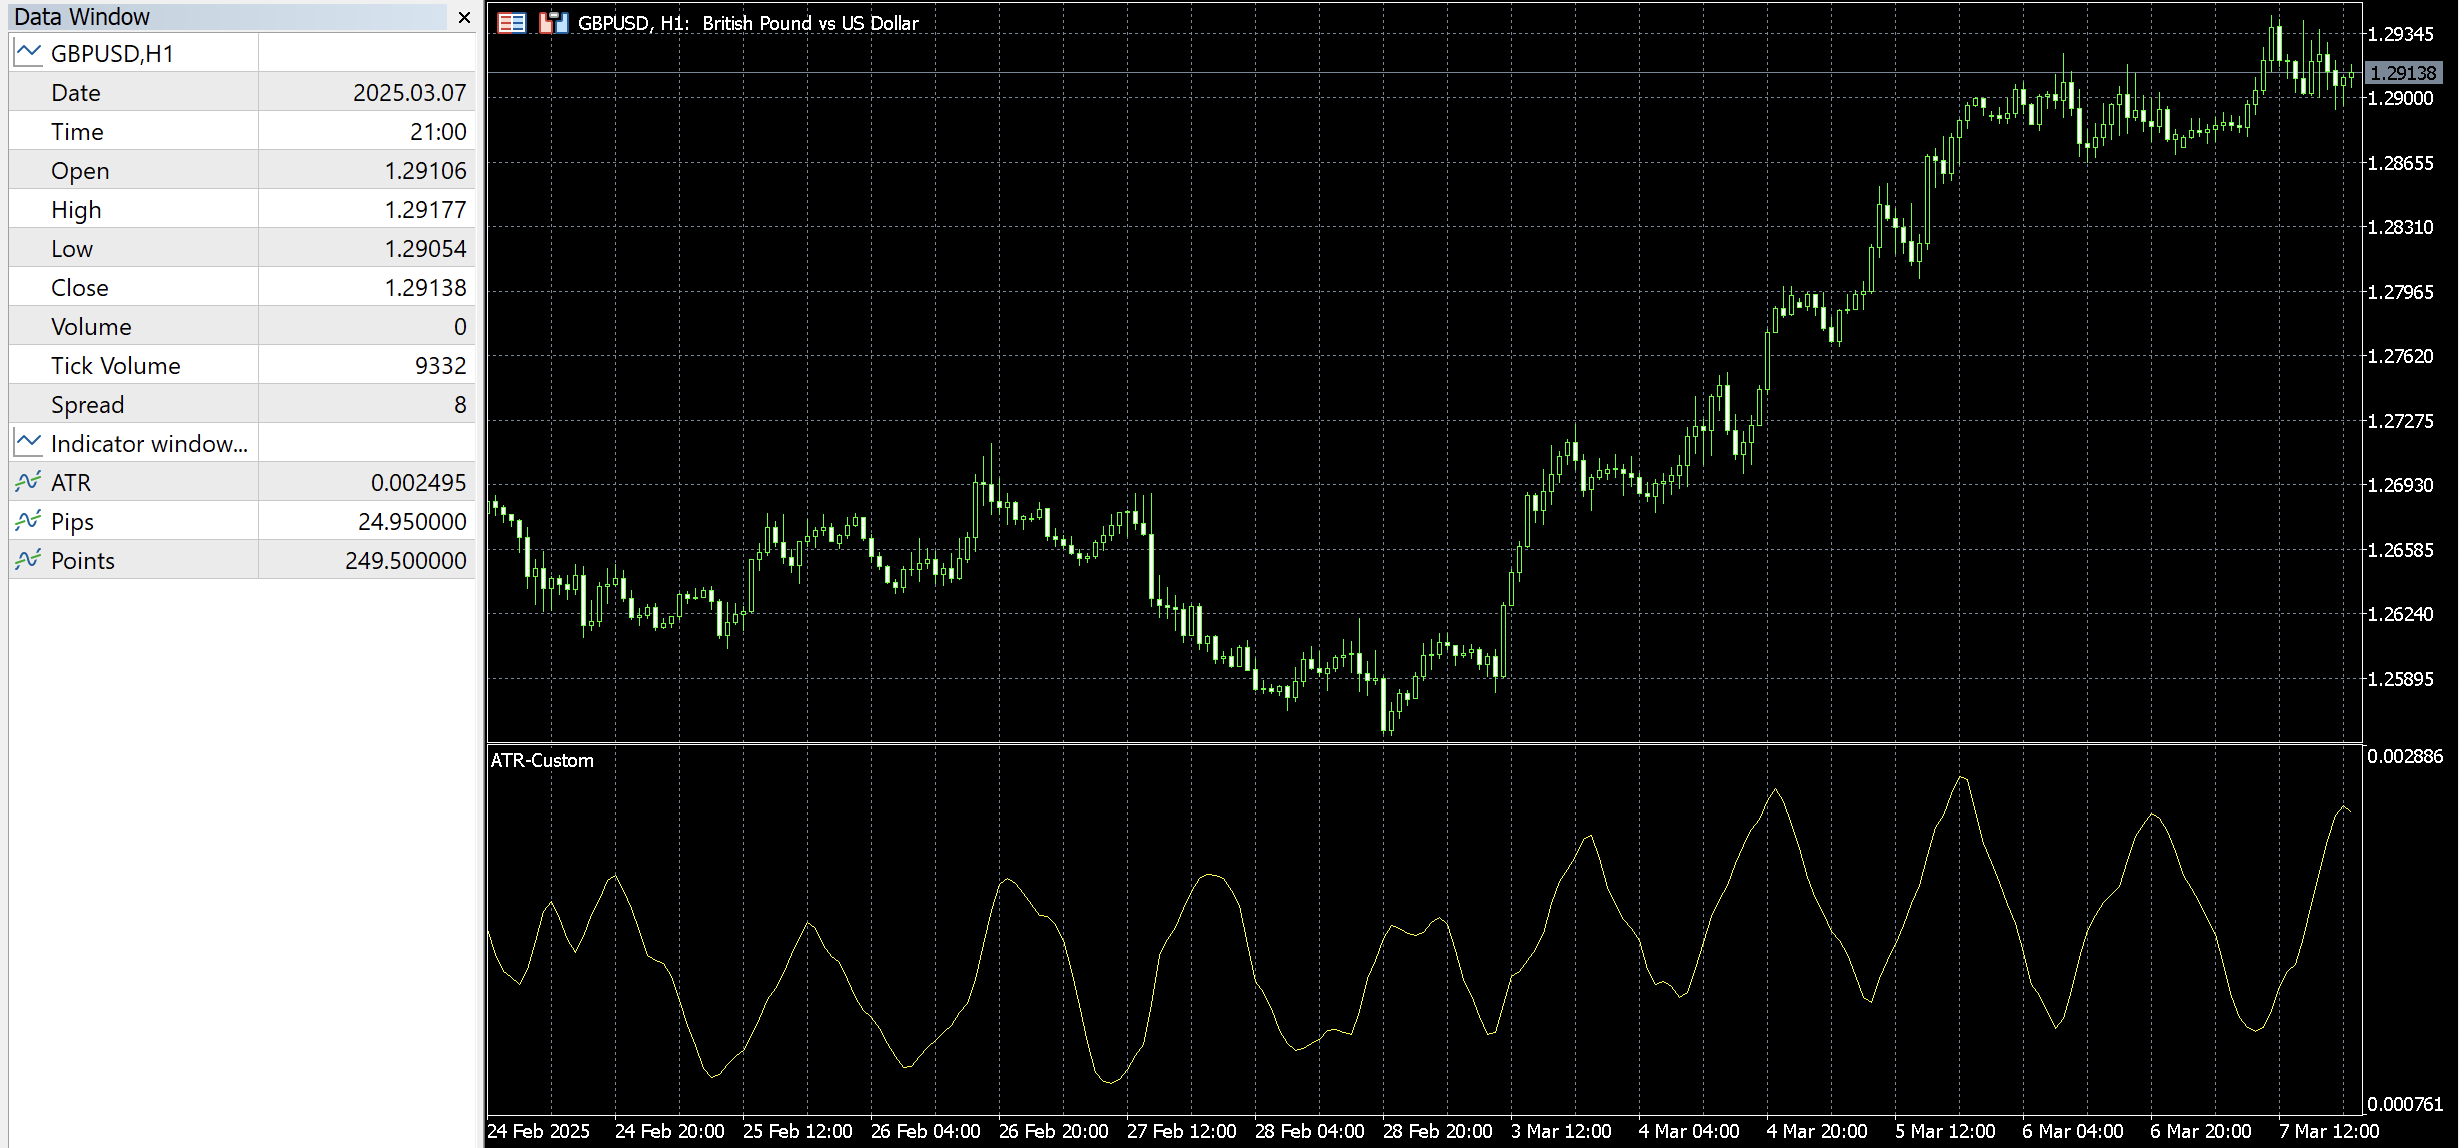 Data Window
GBPUSD,H1
Date 2025.03.07
Time 21:00
Open 1.29106
High 1.29177
Low 1.29054
Close 1.29138
Volume 0
Tick Volume 9332
Spread 8
Indicator window...
ATR 0.002495
Pips 24.950000
Points 249.500000
GBPUSD, H1: British Pound vs US Dollar
1.29345
1.29138
1.29000
1.28655
1.28310
1.27965
1.27620
1.27275
1.26930
1.26585
1.26240
1.25895
ATR-Custom
0.002886
0.000761
24 Feb 2025 24 Feb 20:00 25 Feb 12:00 26 Feb 04:00 26 Feb 20:00 27 Feb 12:00 28 Feb 04:00 28 Feb 20:00 3 Mar 12:00 4 Mar 04:00 4 Mar 20:00 5 Mar 12:00 6 Mar 04:00 6 Mar 20:00 7 Mar 12:00